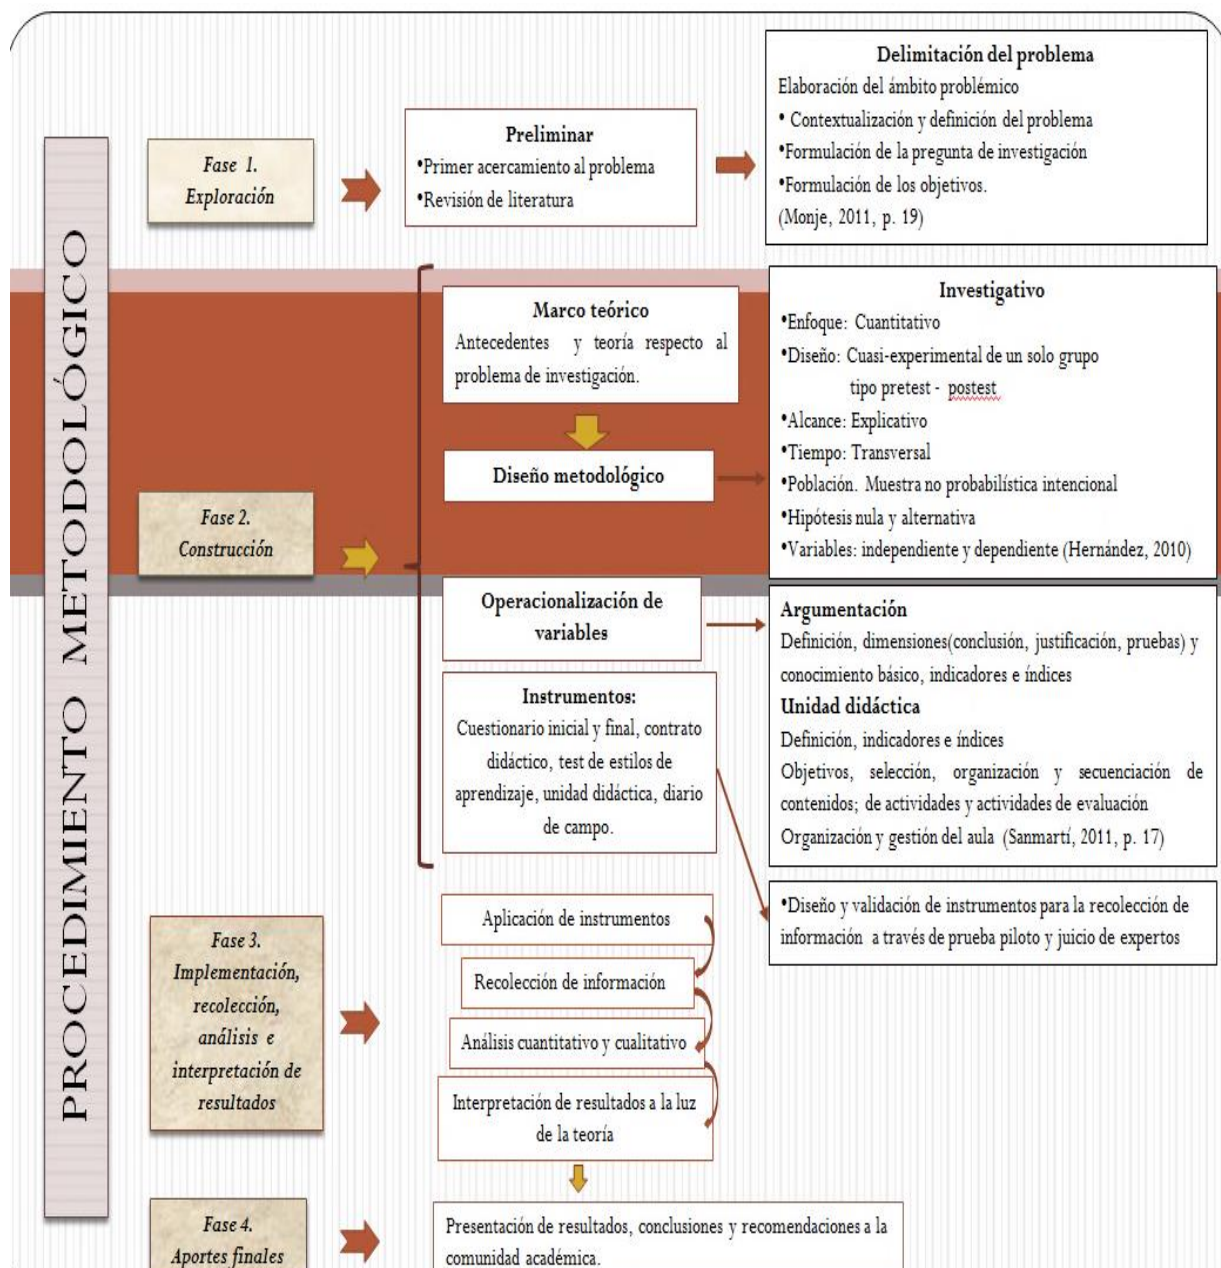 PROCEDIMIENTO METODOLÓGICO
Fase 1.
Exploración
Preliminar
•Primer acercamiento al problema
•Revisión de literatura
Delimitación del problema
Elaboración del ámbito problémico
• Contextualización y definición del problema
•Formulación de la pregunta de investigación
•Formulación de los objetivos.
(Monje, 2011, p. 19)
Fase 2.
Construcción
Marco teórico
Antecedentes y teoría respecto al
problema de investigación.
Diseño metodológico
Investigativo
•Enfoque: Cuantitativo
•Diseño: Cuasi-experimental de un solo grupo
tipo pretest - postest
•Alcance: Explicativo
•Tiempo: Transversal
•Población. Muestra no probabilística intencional
•Hipótesis nula y alternativa
•Variables: independiente y dependiente (Hernández, 2010)
Operacionalización de
variables
Argumentación
Definición, dimensiones(conclusión, justificación, pruebas) y
conocimiento básico, indicadores e índices
Unidad didáctica
Definición, indicadores e índices
Objetivos, selección, organización y secuenciación de
contenidos; de actividades y actividades de evaluación
Organización y gestión del aula (Sanmartí, 2011, p. 17)
Instrumentos:
Cuestionario inicial y final, contrato
didáctico, test de estilos de
aprendizaje, unidad didáctica, diario
de campo.
•Diseño y validación de instrumentos para la recolección de
información a través de prueba piloto y juicio de expertos
Fase 3.
Implementación,
recolección,
análisis e
interpretación de
resultados
Aplicación de instrumentos
Recolección de información
Análisis cuantitativo y cualitativo
Interpretación de resultados a la luz
de la teoría
Fase 4.
Aportes finales
Presentación de resultados, conclusiones y recomendaciones a la
comunidad académica.